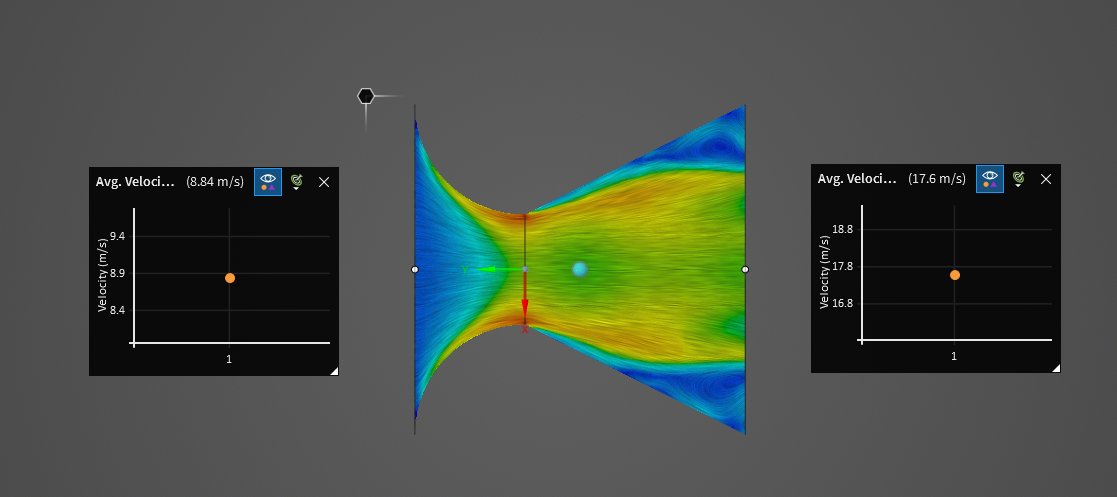 Avg. Veloci... (8.84 m/s)
Velocity (m/s)
9.4
8.9
8.4
1
Y
X
Avg. Veloci... (17.6 m/s)
Velocity (m/s)
18.8
17.8
16.8
1